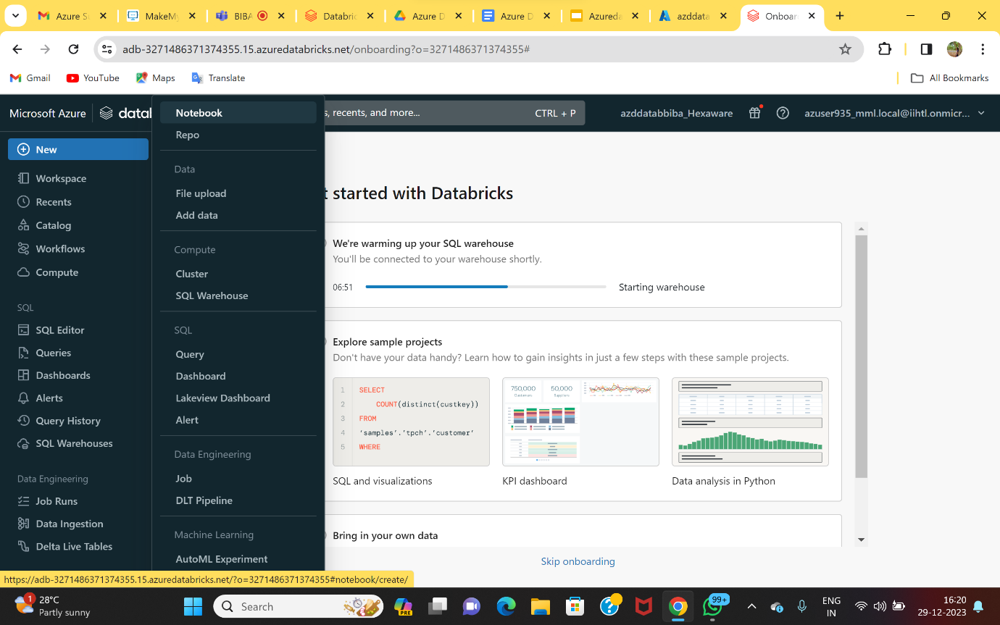 Azure S
MakeMy
BIBA
Databric
Azure D
Azure D
Azureda
azddata
Onboar
adb-3271486371374355.15.azuredatabricks.net/onboarding?o=3271486371374355#
Gmail
YouTube
Maps
Translate
All Bookmarks
Microsoft Azure
datal
s, recents, and more...
CTRL + P
azddatabbiba_Hexaware
azuser935_mml.local@iihtl.onmicr...
New
Workspace
Recents
Catalog
Workflows
Compute
SQL
SQL Editor
Queries
Dashboards
Alerts
Query History
SQL Warehouses
Data Engineering
Job Runs
Data Ingestion
Delta Live Tables
Notebook
Repo
Data
File upload
Add data
Compute
Cluster
SQL Warehouse
SQL
Query
Dashboard
Lakeview Dashboard
Alert
Data Engineering
Job
DLT Pipeline
Machine Learning
AutoML Experiment
t started with Databricks
We're warming up your SQL warehouse
You'll be connected to your warehouse shortly.
06:51
Starting warehouse
Explore sample projects
Don't have your data handy? Learn how to gain insights in just a few steps with these sample projects.
1 SELECT
2 COUNT(distinct(custkey))
3 FROM
4 ‘samples’.’tpch’.’customer’
5 WHERE
750,000
Customers
50,000
Suppliers
SQL and visualizations
KPI dashboard
Data analysis in Python
Bring in your own data
Skip onboarding
https://adb-3271486371374355.15.azuredatabricks.net/?o=3271486371374355#notebook/create/
1
28°C
Partly sunny
Search
PRE
99+
ENG
IN
16:20
29-12-2023